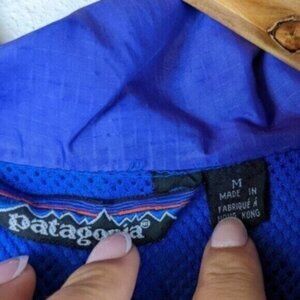 patagonia®
M
MADE IN
FABRIQUÉ À
HONG KONG